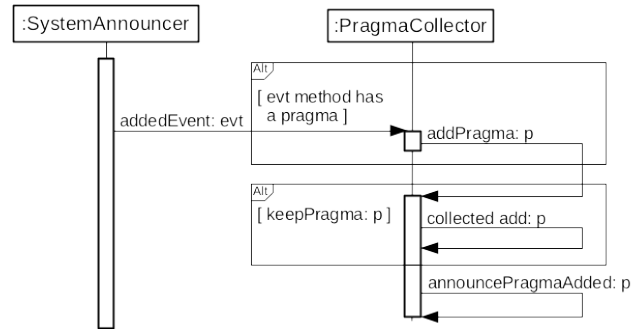 :SystemAnnouncer
:PragmaCollector
Alt
[ evt method has
a pragma ]
addedEvent: evt
addPragma: p
Alt
[ keepPragma: p ]
collected add: p
announcePragmaAdded: p